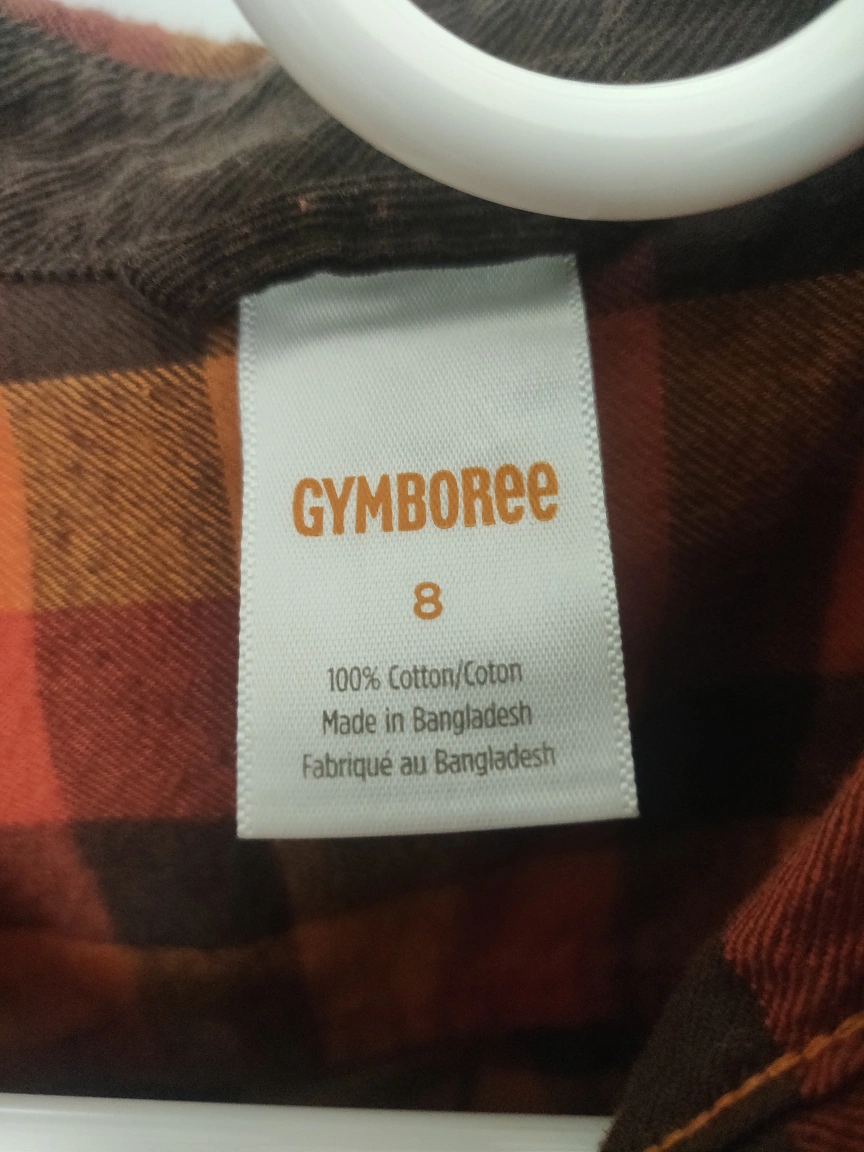 GYMBOREE
8
100% Cotton/Coton
Made in Bangladesh
Fabriqué au Bangladesh